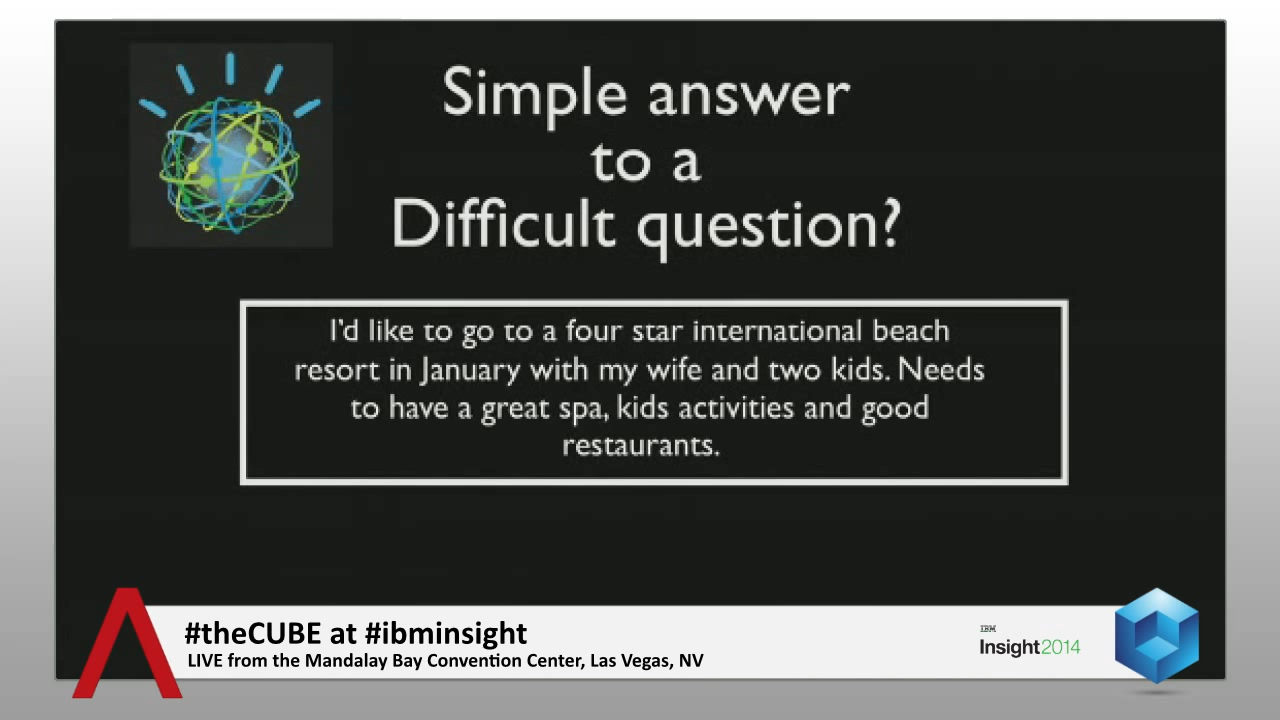 Simple answer
to a
Difficult question?
I'd like to go to a four star international beach
resort in January with my wife and two kids. Needs
to have a great spa, kids activities and good
restaurants.
#theCUBE at #ibminsight
LIVE from the Mandalay Bay Convention Center, Las Vegas, NV
IBM
Insight2014